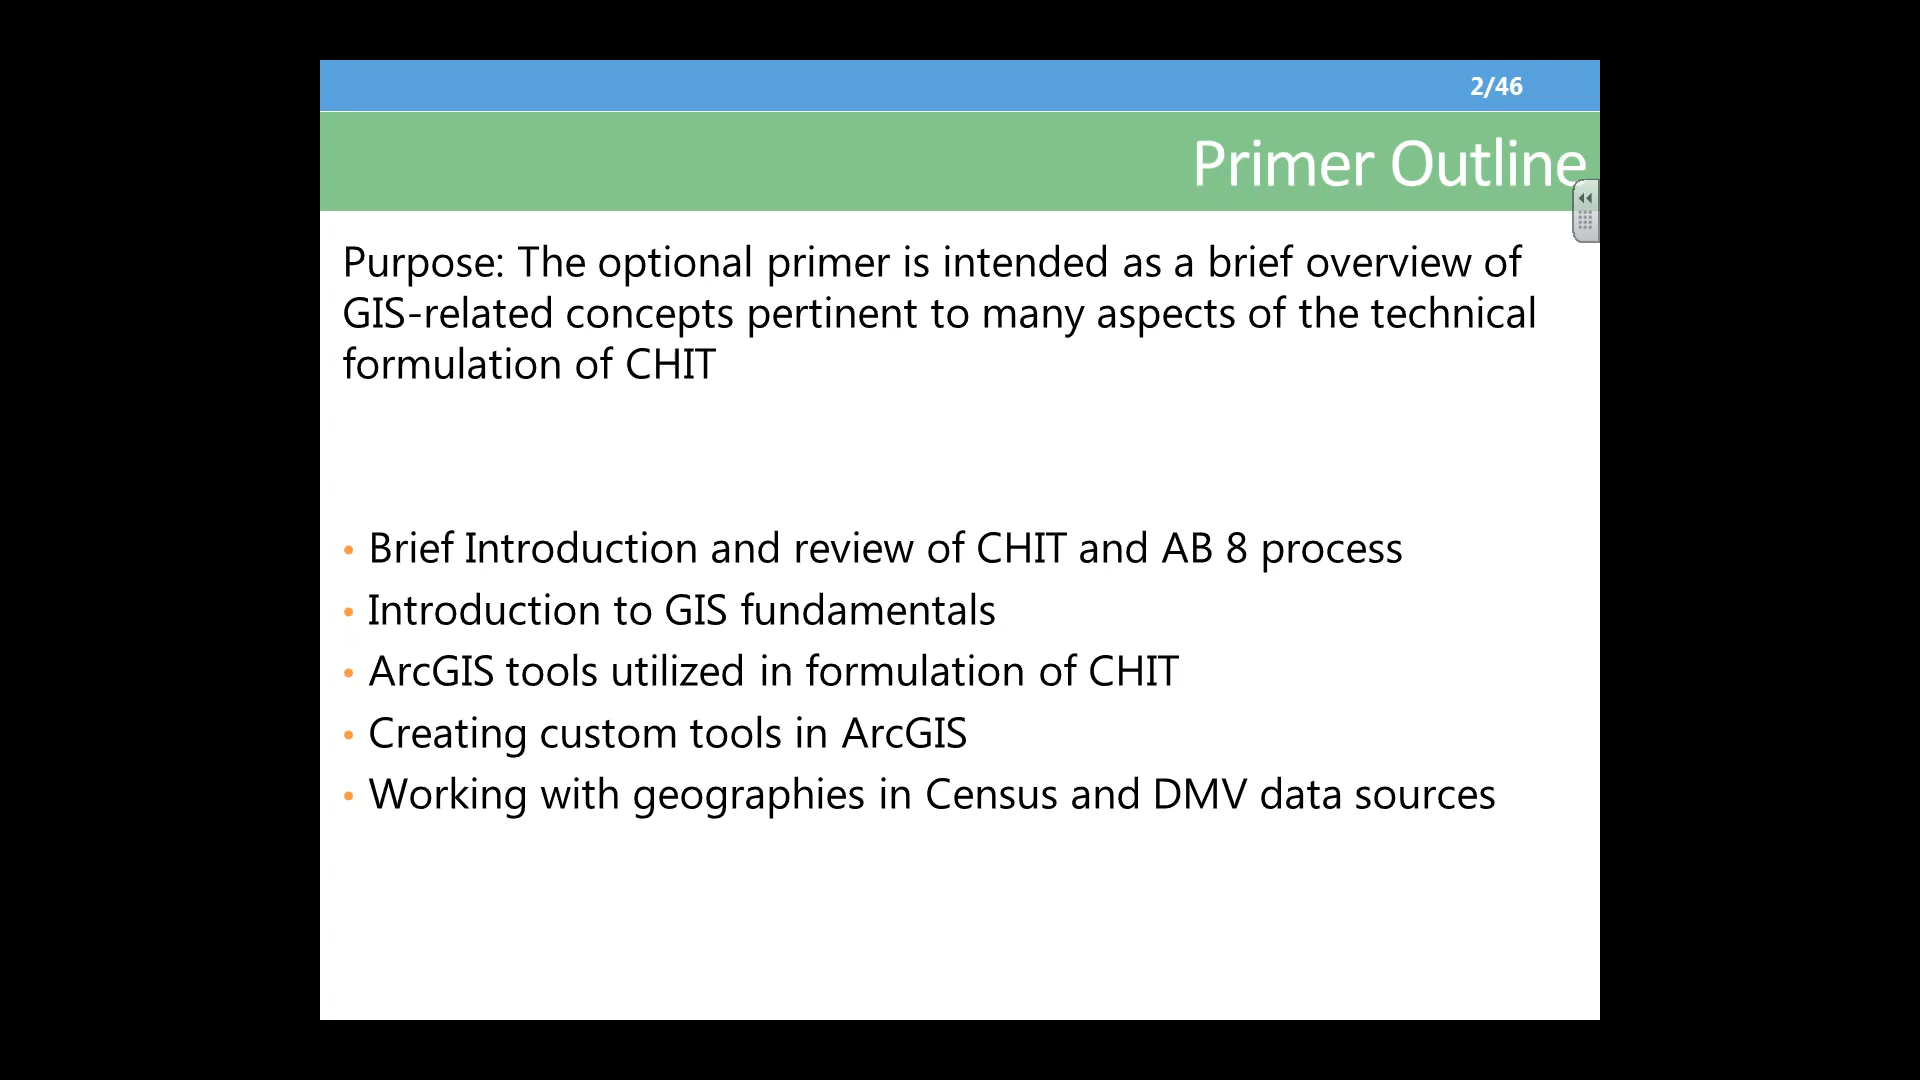 2/46
Primer Outline
Purpose: The optional primer is intended as a brief overview of
GIS-related concepts pertinent to many aspects of the technical
formulation of CHIT
• Brief Introduction and review of CHIT and AB 8 process
• Introduction to GIS fundamentals
• ArcGIS tools utilized in formulation of CHIT
• Creating custom tools in ArcGIS
• Working with geographies in Census and DMV data sources